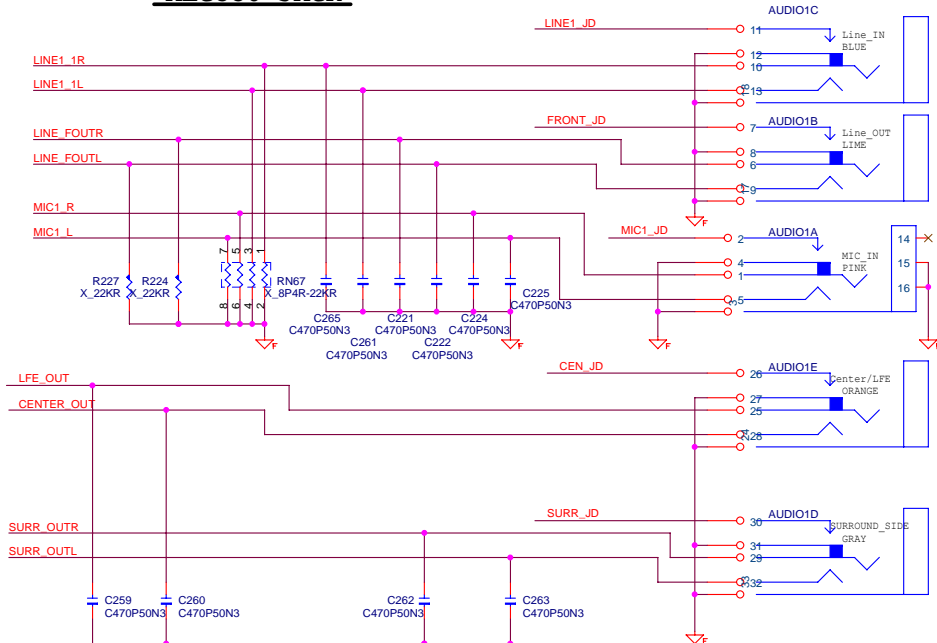 LINE1_JD
AUDIO1C
11
Line_IN
BLUE
LINE1_1R
12
10
LINE1_1L
13
FRONT_JD
AUDIO1B
7
Line_OUT
LIME
LINE_FOUTR
8
LINE_FOUTL
6
9
MIC1_R
F
MIC1_L
MIC1_JD
AUDIO1A
2
14
MIC_IN
PINK
4
15
1
7 5 3 1
R227
X_22KR
R224
X_22KR
RN67
X_8P4R-22KR
16
3
5
8 6 4 2
C225
C470P50N3
C265
C470P50N3
C221
C470P50N3
C224
C470P50N3
C261
C470P50N3
C222
C470P50N3
F
F
F
F
LFE_OUT
CEN_JD
AUDIO1E
26
Center/LFE
ORANGE
CENTER_OUT
27
25
28
SURR_JD
AUDIO1D
30
SURROUND_SIDE
GRAY
SURR_OUTR
31
SURR_OUTL
29
33
32
C259
C470P50N3
C260
C470P50N3
C262
C470P50N3
C263
C470P50N3
F